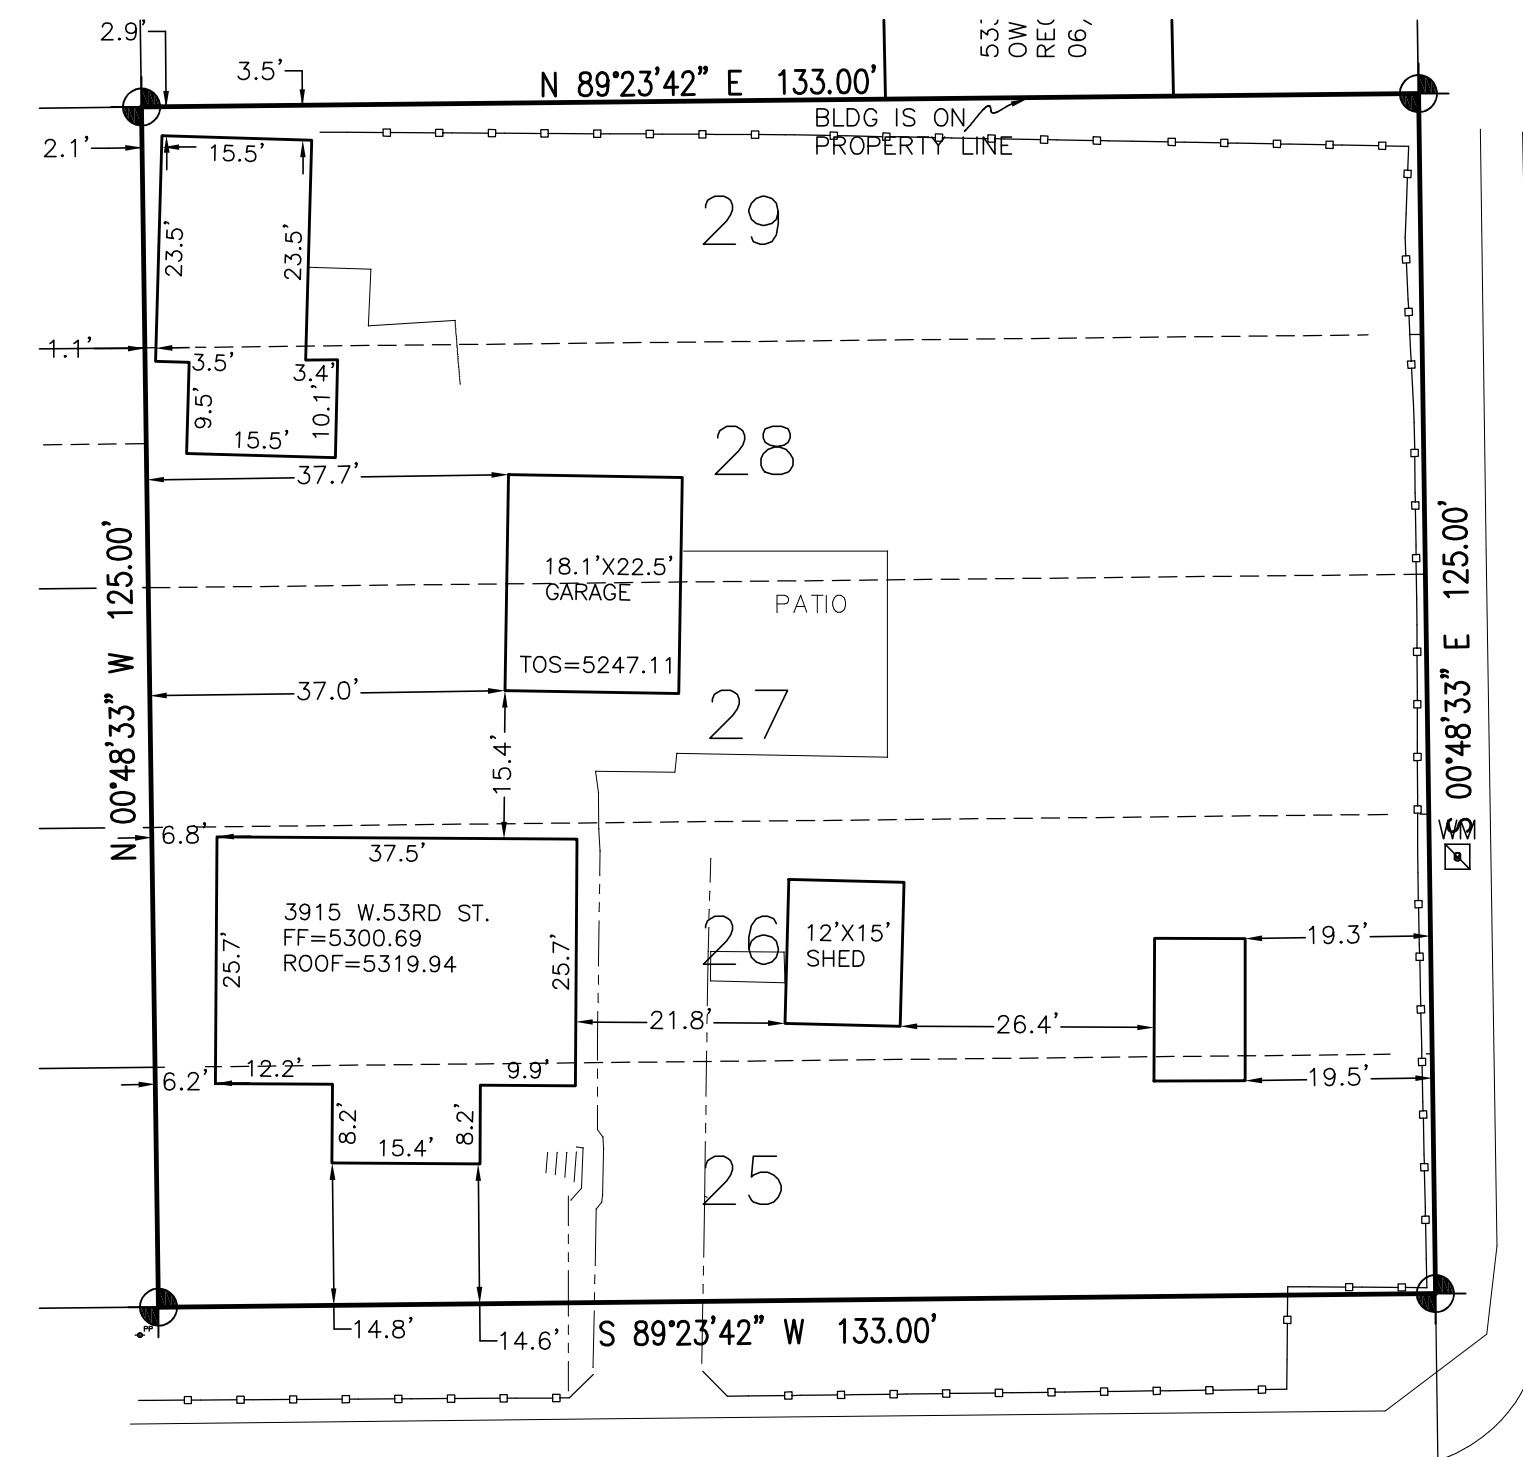 2.9’
3.5’
53
OW
REC
06/
N 89°23’42” E 133.00’
BLDG IS ON
PROPERTY LINE
2.1’
15.5’
23.5’
23.5’
29
1.1’
3.5’
3.4’
9.5’
10.1’
15.5’
28
37.7’
18.1’X22.5’
GARAGE
PATIO
TOS=5247.11
37.0’
27
15.4’
N 00°48’33” W 125.00’
S 00°48’33” E 125.00’
WM
6.8’
37.5’
3915 W.53RD ST.
FF=5300.69
ROOF=5319.94
25.7’
25.7’
26
12’X15’
SHED
19.3’
21.8’
26.4’
19.5’
6.2’
12.2’
9.9’
8.2’
8.2’
15.4’
25
PP
14.8’
14.6’
S 89°23’42” W 133.00’